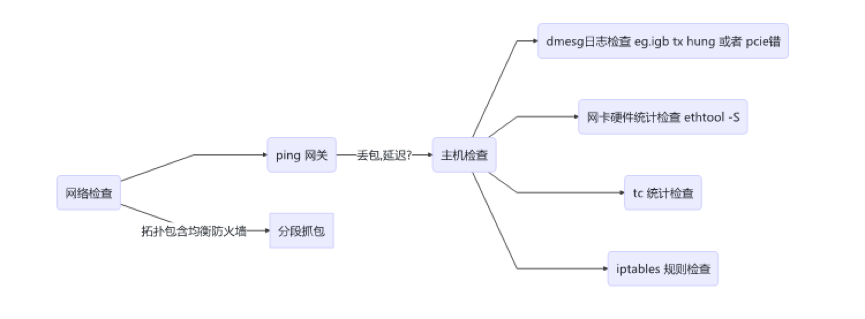 dmesg日志检查 eg.igb tx hung 或者 pcie错
网卡硬件统计检查 ethtool -S
ping 网关
丢包,延迟?
主机检查
网络检查
tc 统计检查
拓扑包含均衡防火墙
分段抓包
iptables 规则检查